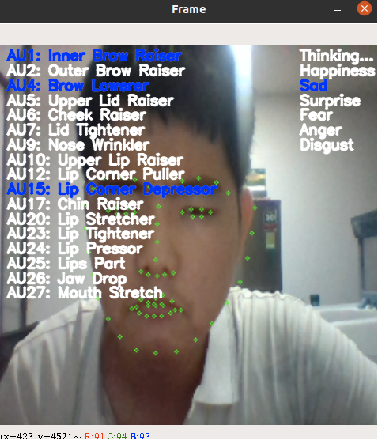 Frame
AU1: Inner Brow Raiser
AU2: Outer Brow Raiser
AU4: Brow Lowerer
AU5: Upper Lid Raiser
AU6: Cheek Raiser
AU7: Lid Tightener
AU9: Nose Wrinkler
AU10: Upper Lip Raiser
AU12: Lip Corner Puller
AU15: Lip Corner Depressor
AU17: Chin Raiser
AU20: Lip Stretcher
AU23: Lip Tightener
AU24: Lip Pressor
AU25: Lips Part
AU26: Jaw Drop
AU27: Mouth Stretch
Thinking...
Happiness
Sad
Surprise
Fear
Anger
Disgust
R:91 G:94 B:93